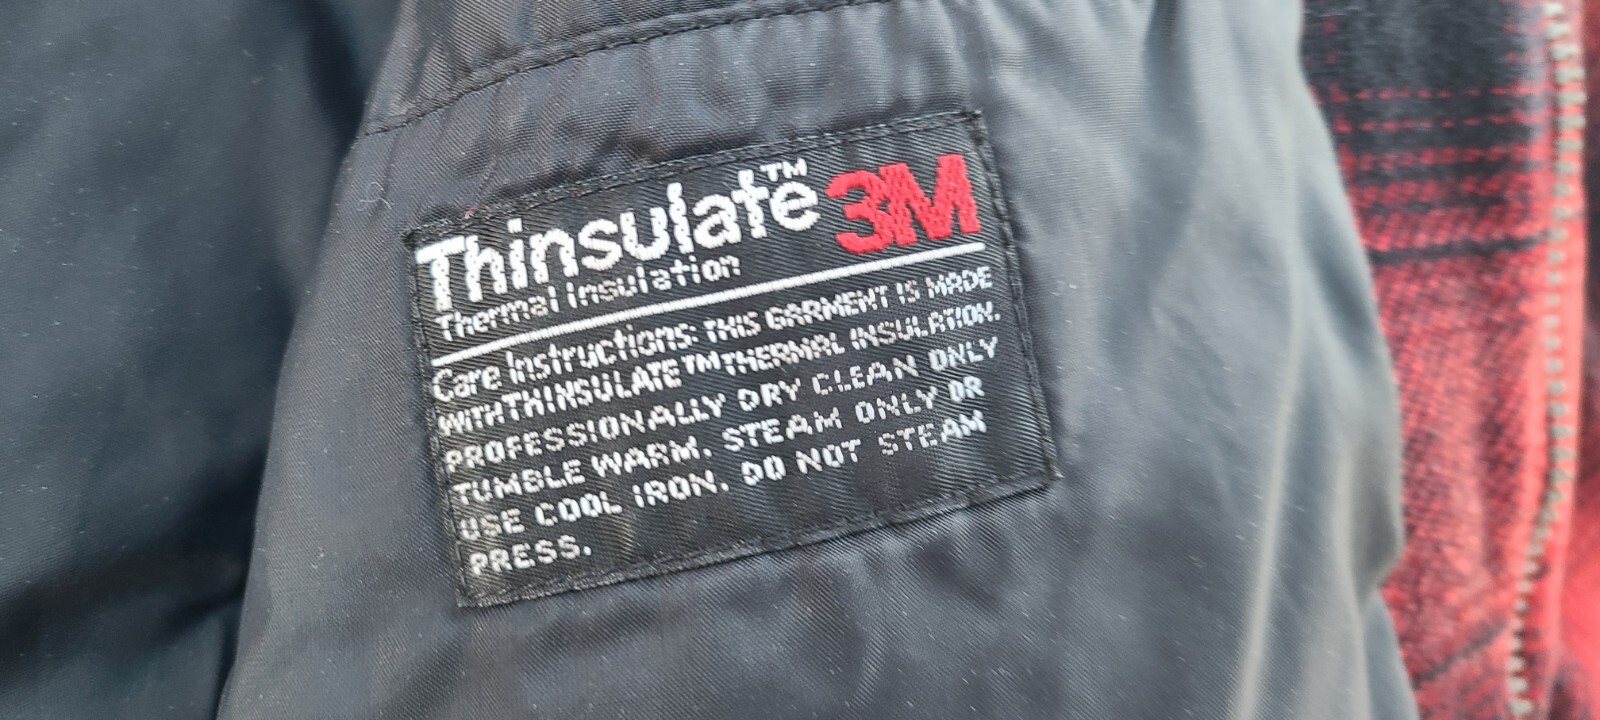 Thinsulate™ 3M
Thermal Insulation
Care Instructions: THIS GARMENT IS MADE
WITH THINSULATE™ THERMAL INSULATION.
PROFESSIONALLY DRY CLEAN ONLY
TUMBLE WARM. STEAM ONLY OR
USE COOL IRON. DO NOT STEAM
PRESS.